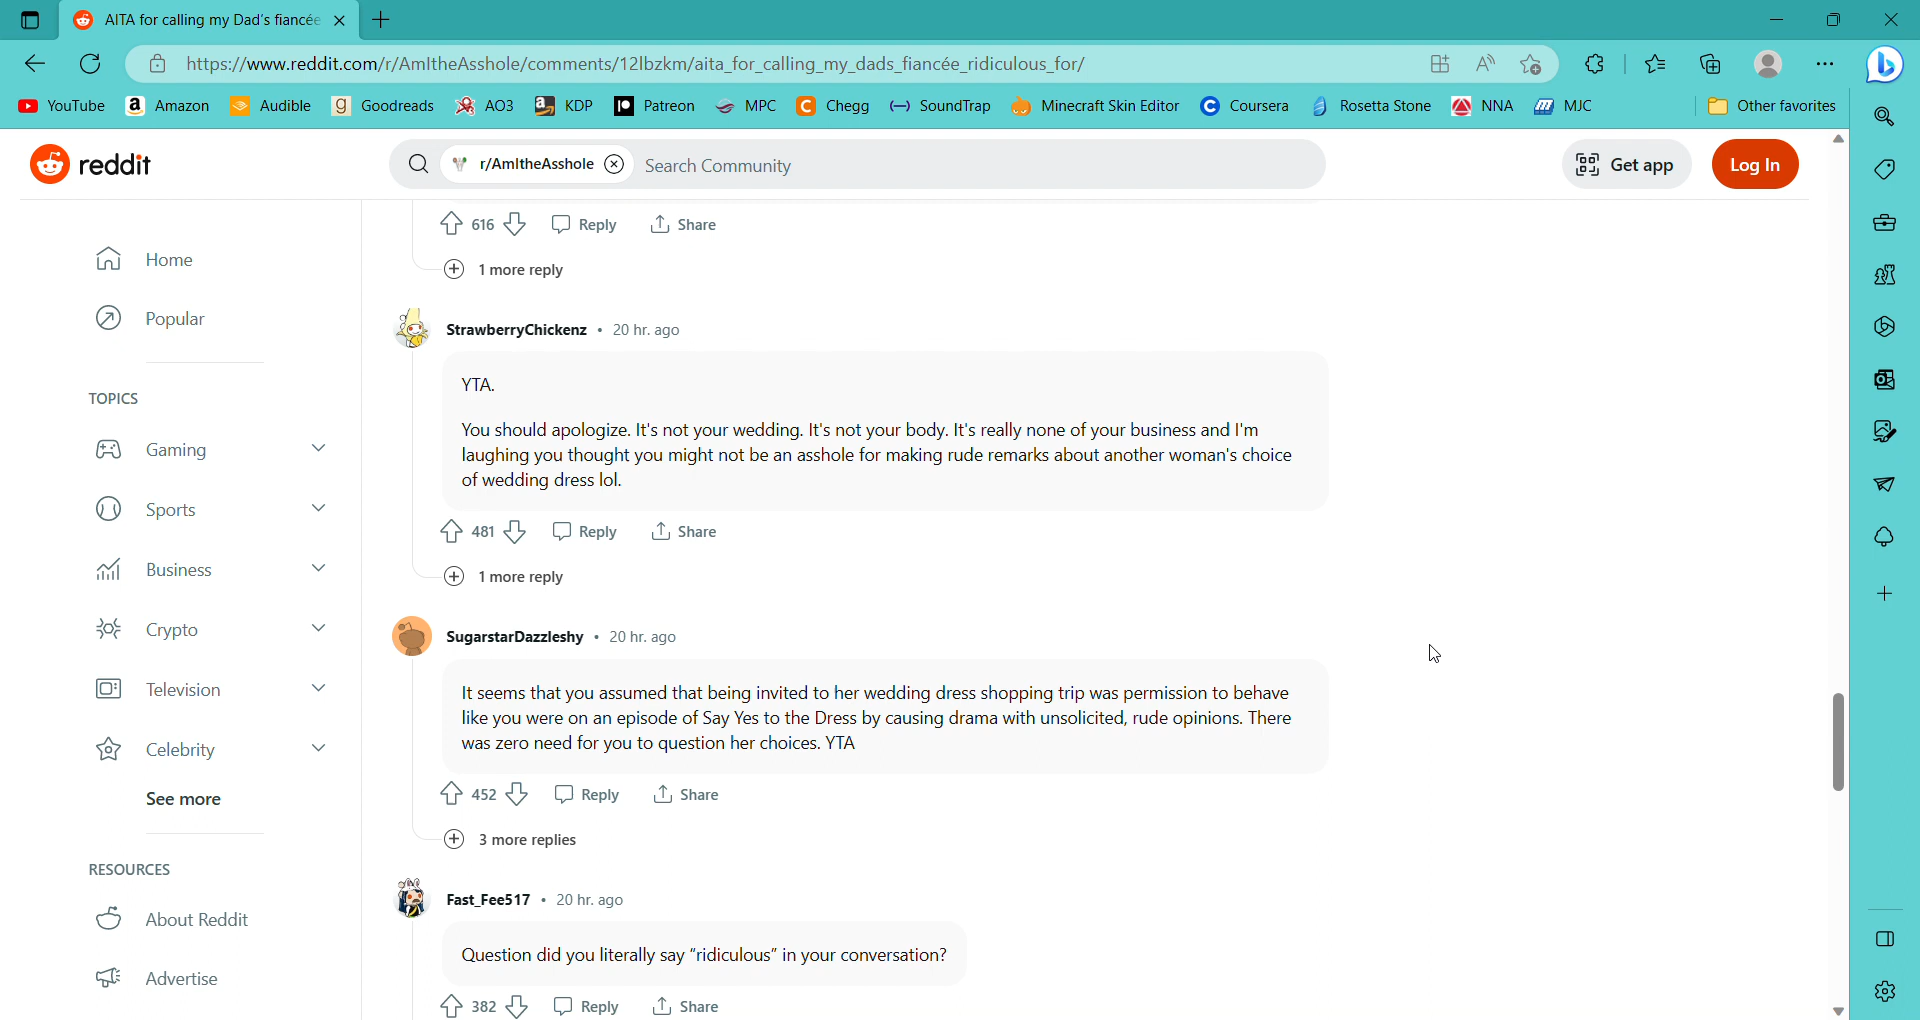 AITA for calling my Dad's fiancée
https://www.reddit.com/r/AmItheAsshole/comments/12lbzkm/aita_for_calling_my_dads_fiancée_ridiculous_for/
YouTube Amazon Audible Goodreads AO3 KDP Patreon MPC Chegg SoundTrap Minecraft Skin Editor Coursera Rosetta Stone NNA MJC Other favorites
reddit r/AmItheAsshole Search Community Get app Log In
616 Reply Share
Home
1 more reply
Popular
StrawberryChickenz • 20 hr. ago
YTA.
TOPICS
You should apologize. It's not your wedding. It's not your body. It's really none of your business and I'm
Gaming
laughing you thought you might not be an asshole for making rude remarks about another woman's choice
of wedding dress lol.
Sports
481 Reply Share
Business
1 more reply
Crypto
SugarstarDazzleshy • 20 hr. ago
Television
It seems that you assumed that being invited to her wedding dress shopping trip was permission to behave
like you were on an episode of Say Yes to the Dress by causing drama with unsolicited, rude opinions. There
was zero need for you to question her choices. YTA
Celebrity
See more
452 Reply Share
3 more replies
RESOURCES
Fast_Fee517 • 20 hr. ago
About Reddit
Question did you literally say "ridiculous" in your conversation?
Advertise
382 Reply Share